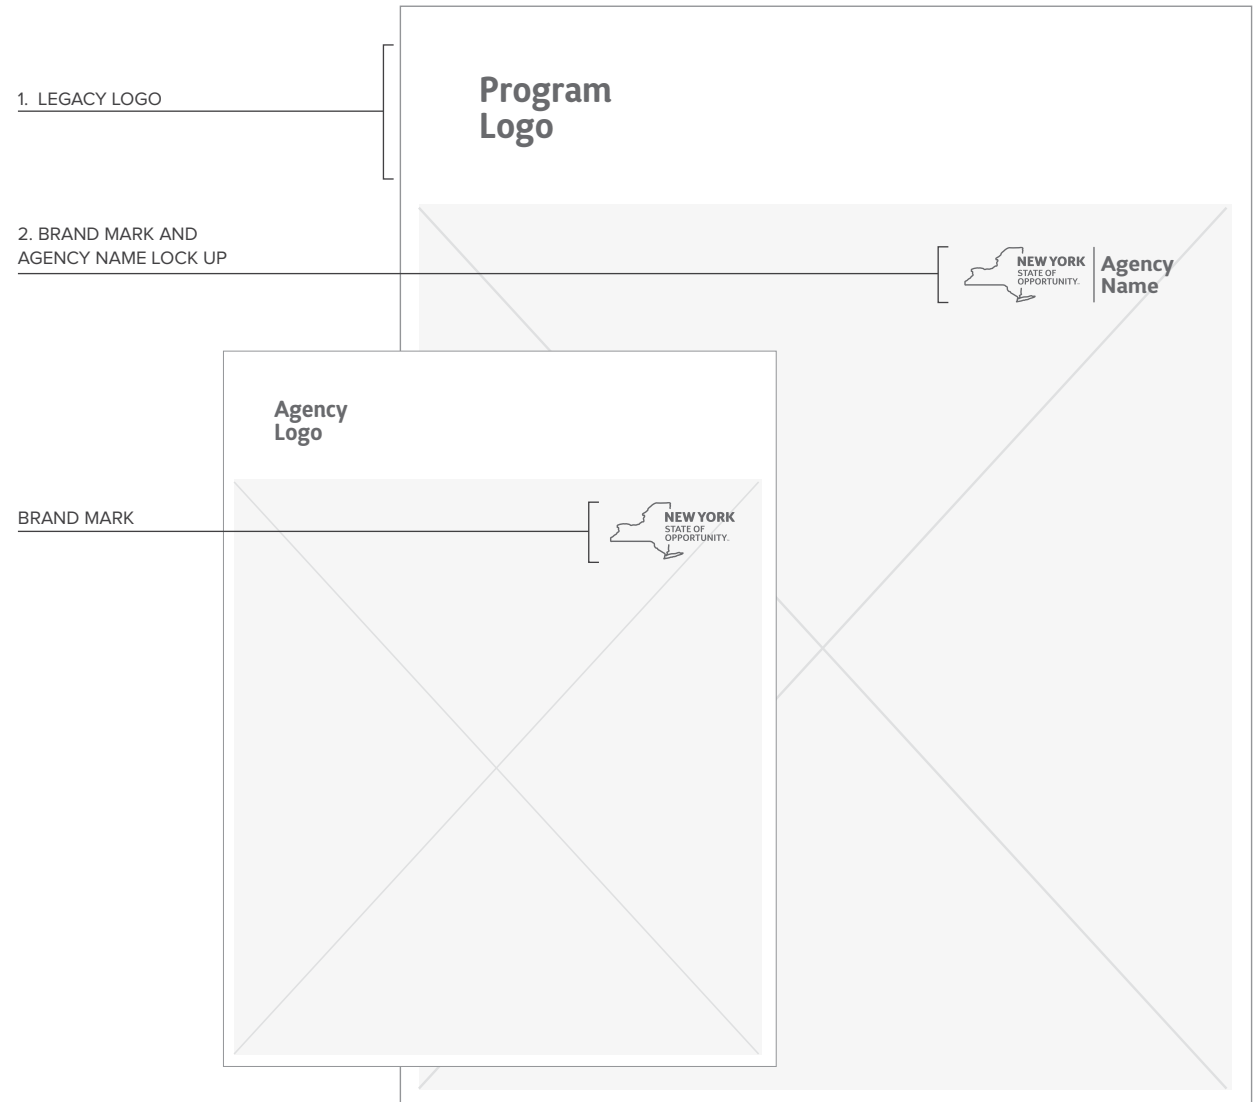 1. LEGACY LOGO
Program
Logo
2. BRAND MARK AND
AGENCY NAME LOCK UP
NEW YORK
STATE OF
OPPORTUNITY.
Agency
Name
Agency
Logo
BRAND MARK
NEW YORK
STATE OF
OPPORTUNITY.